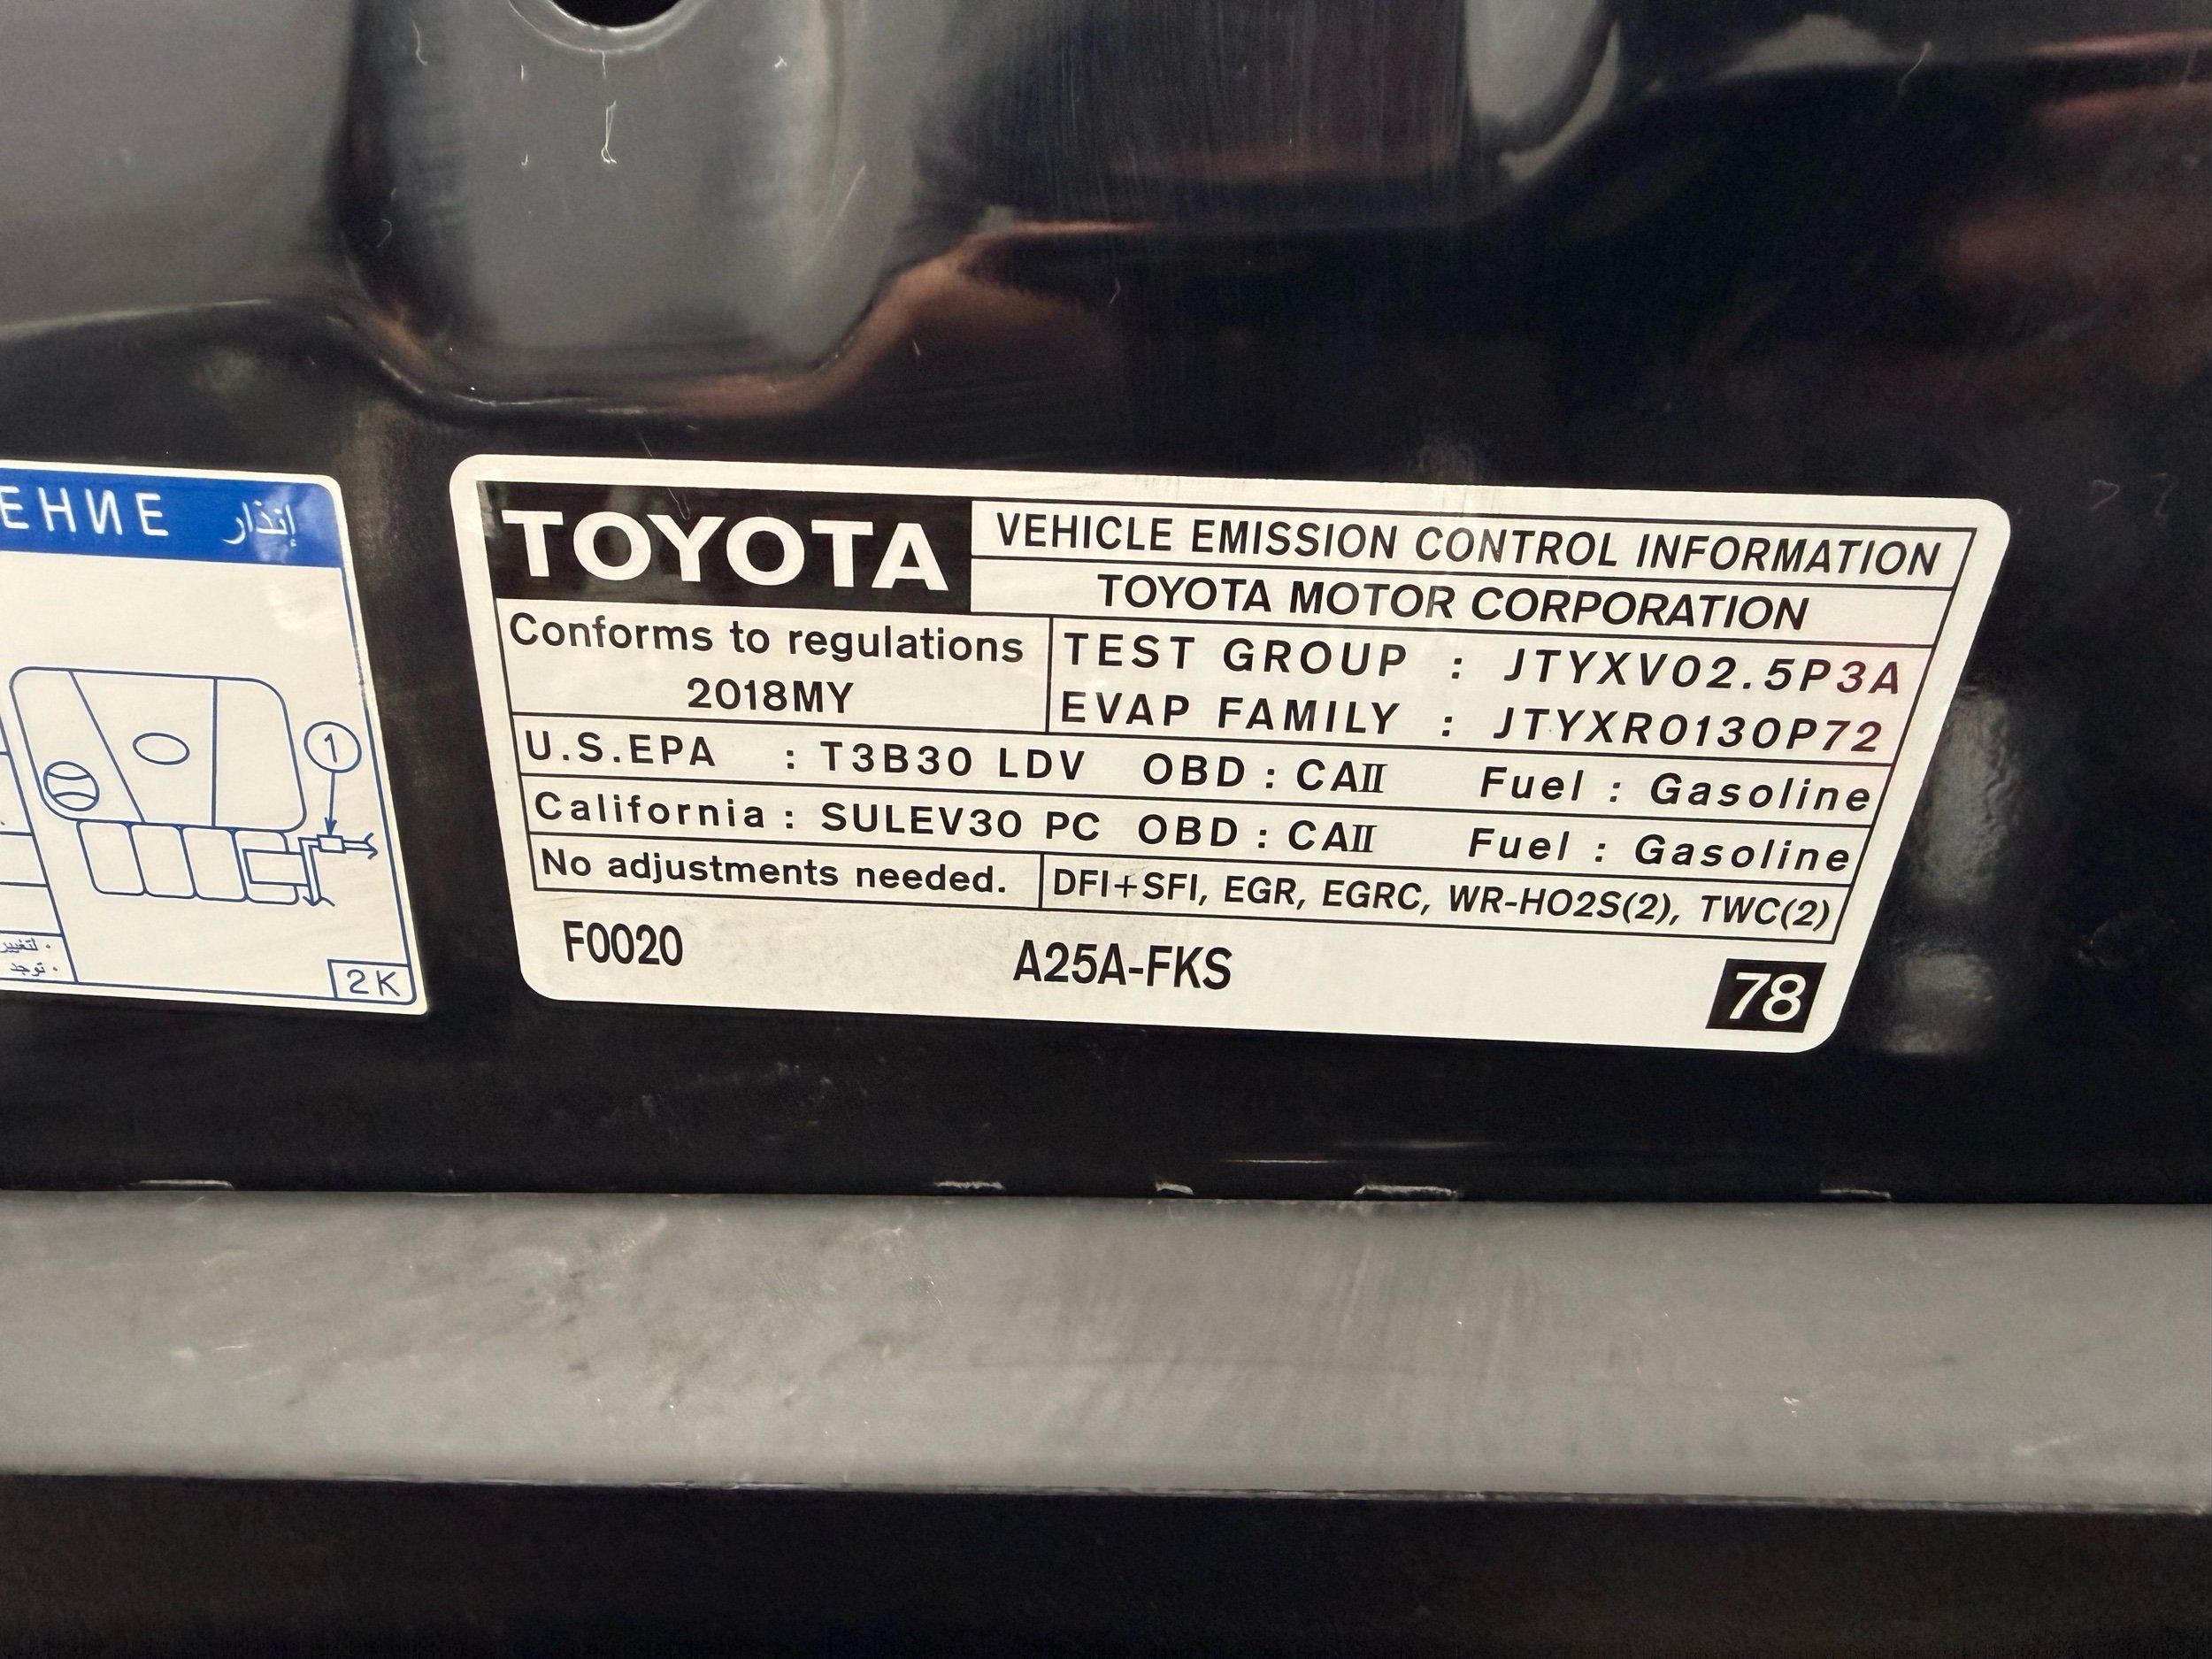 ЕНИЕ إنذار
1
لتغيير
توجد
2K
TOYOTA
VEHICLE EMISSION CONTROL INFORMATION
TOYOTA MOTOR CORPORATION
Conforms to regulations
2018MY
TEST GROUP : JTYXV02.5P3A
EVAP FAMILY : JTYXR0130P72
U.S.EPA : T3B30 LDV OBD : CAII Fuel : Gasoline
California : SULEV30 PC OBD : CAII Fuel : Gasoline
No adjustments needed.
DFI+SFI, EGR, EGRC, WR-HO2S(2), TWC(2)
F0020 A25A-FKS 78